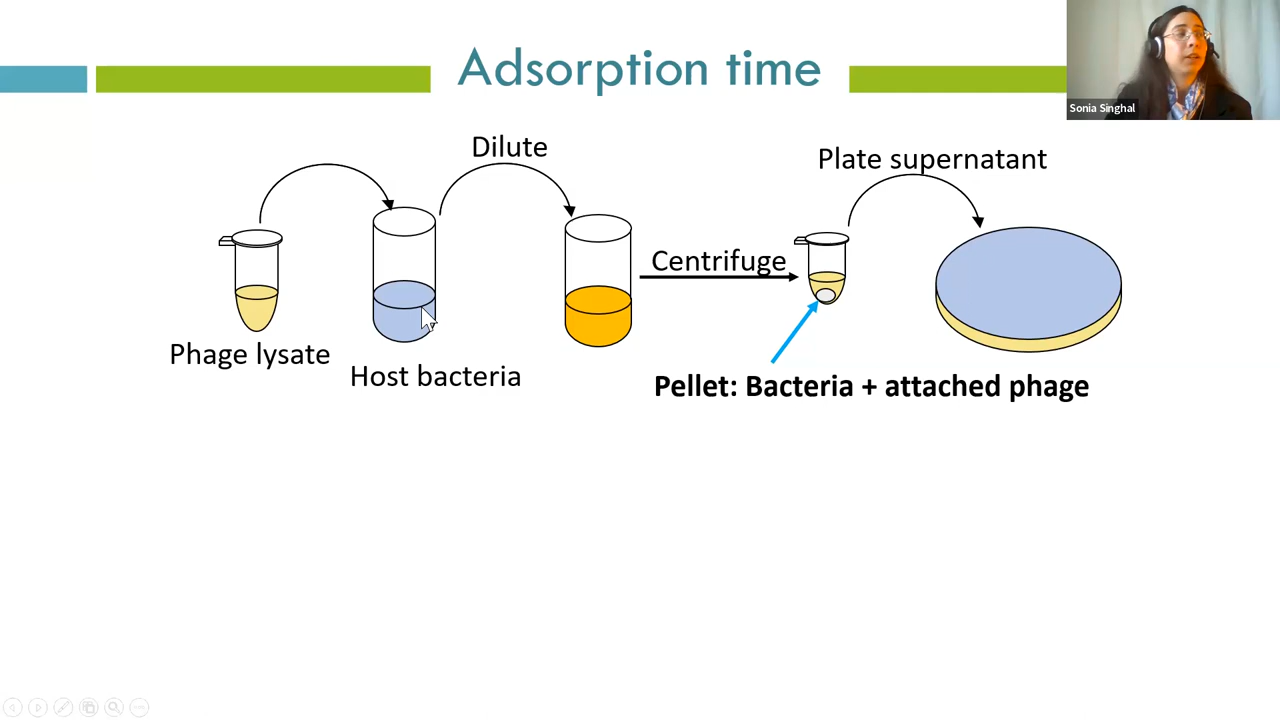 Adsorption time
Sonia Singhal
Dilute
Plate supernatant
Centrifuge
Phage lysate
Host bacteria
Pellet: Bacteria + attached phage